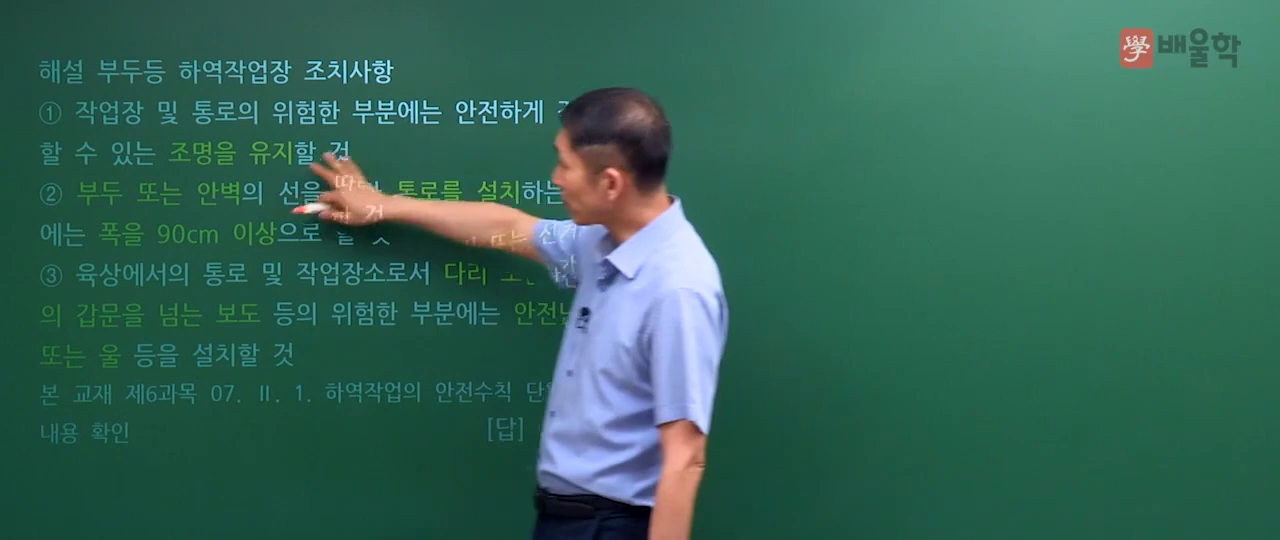 배울학
해설 부두등 하역작업장 조치사항
① 작업장 및 통로의 위험한 부분에는 안전하게
할 수 있는 조명을 유지할 것
② 부두 또는 안벽의 선을 통로를 설치하는
에는 폭을 90cm 이상으로 할 것
③ 육상에서의 통로 및 작업장소로서 다리 또는
의 갑문을 넘는 보도 등의 위험한 부분에는
또는 울 등을 설치할 것
본 교재 제6과목 07. II. 1. 하역작업의 안전수칙
내용 확인 [답]